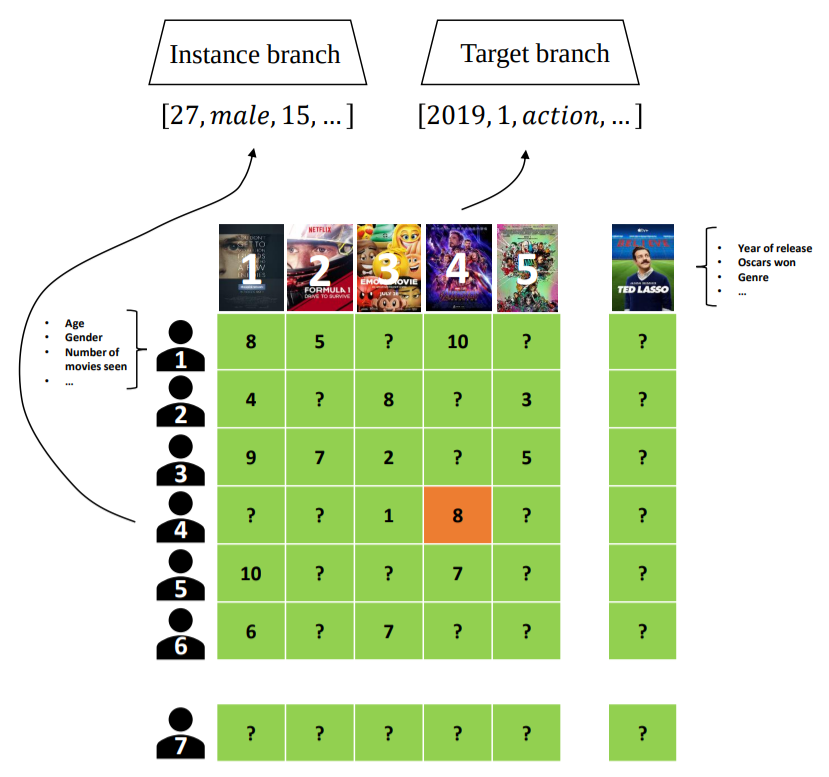 Instance branch
Target branch
[27, male, 15, … ]
[2019, 1, action, … ]
1
NETFLIX
2
FORMULA 1
DRIVE TO SURVIVE
3
EMOJI MOVIE
4
5
TED LASSO
• Year of release
• Oscars won
• Genre
• …
• Age
• Gender
• Number of
movies seen
• …
1 8 5 ? 10 ? ?
2 4 ? 8 ? 3 ?
3 9 7 2 ? 5 ?
4 ? ? 1 8 ? ?
5 10 ? ? 7 ? ?
6 6 ? 7 ? ? ?
7 ? ? ? ? ? ?